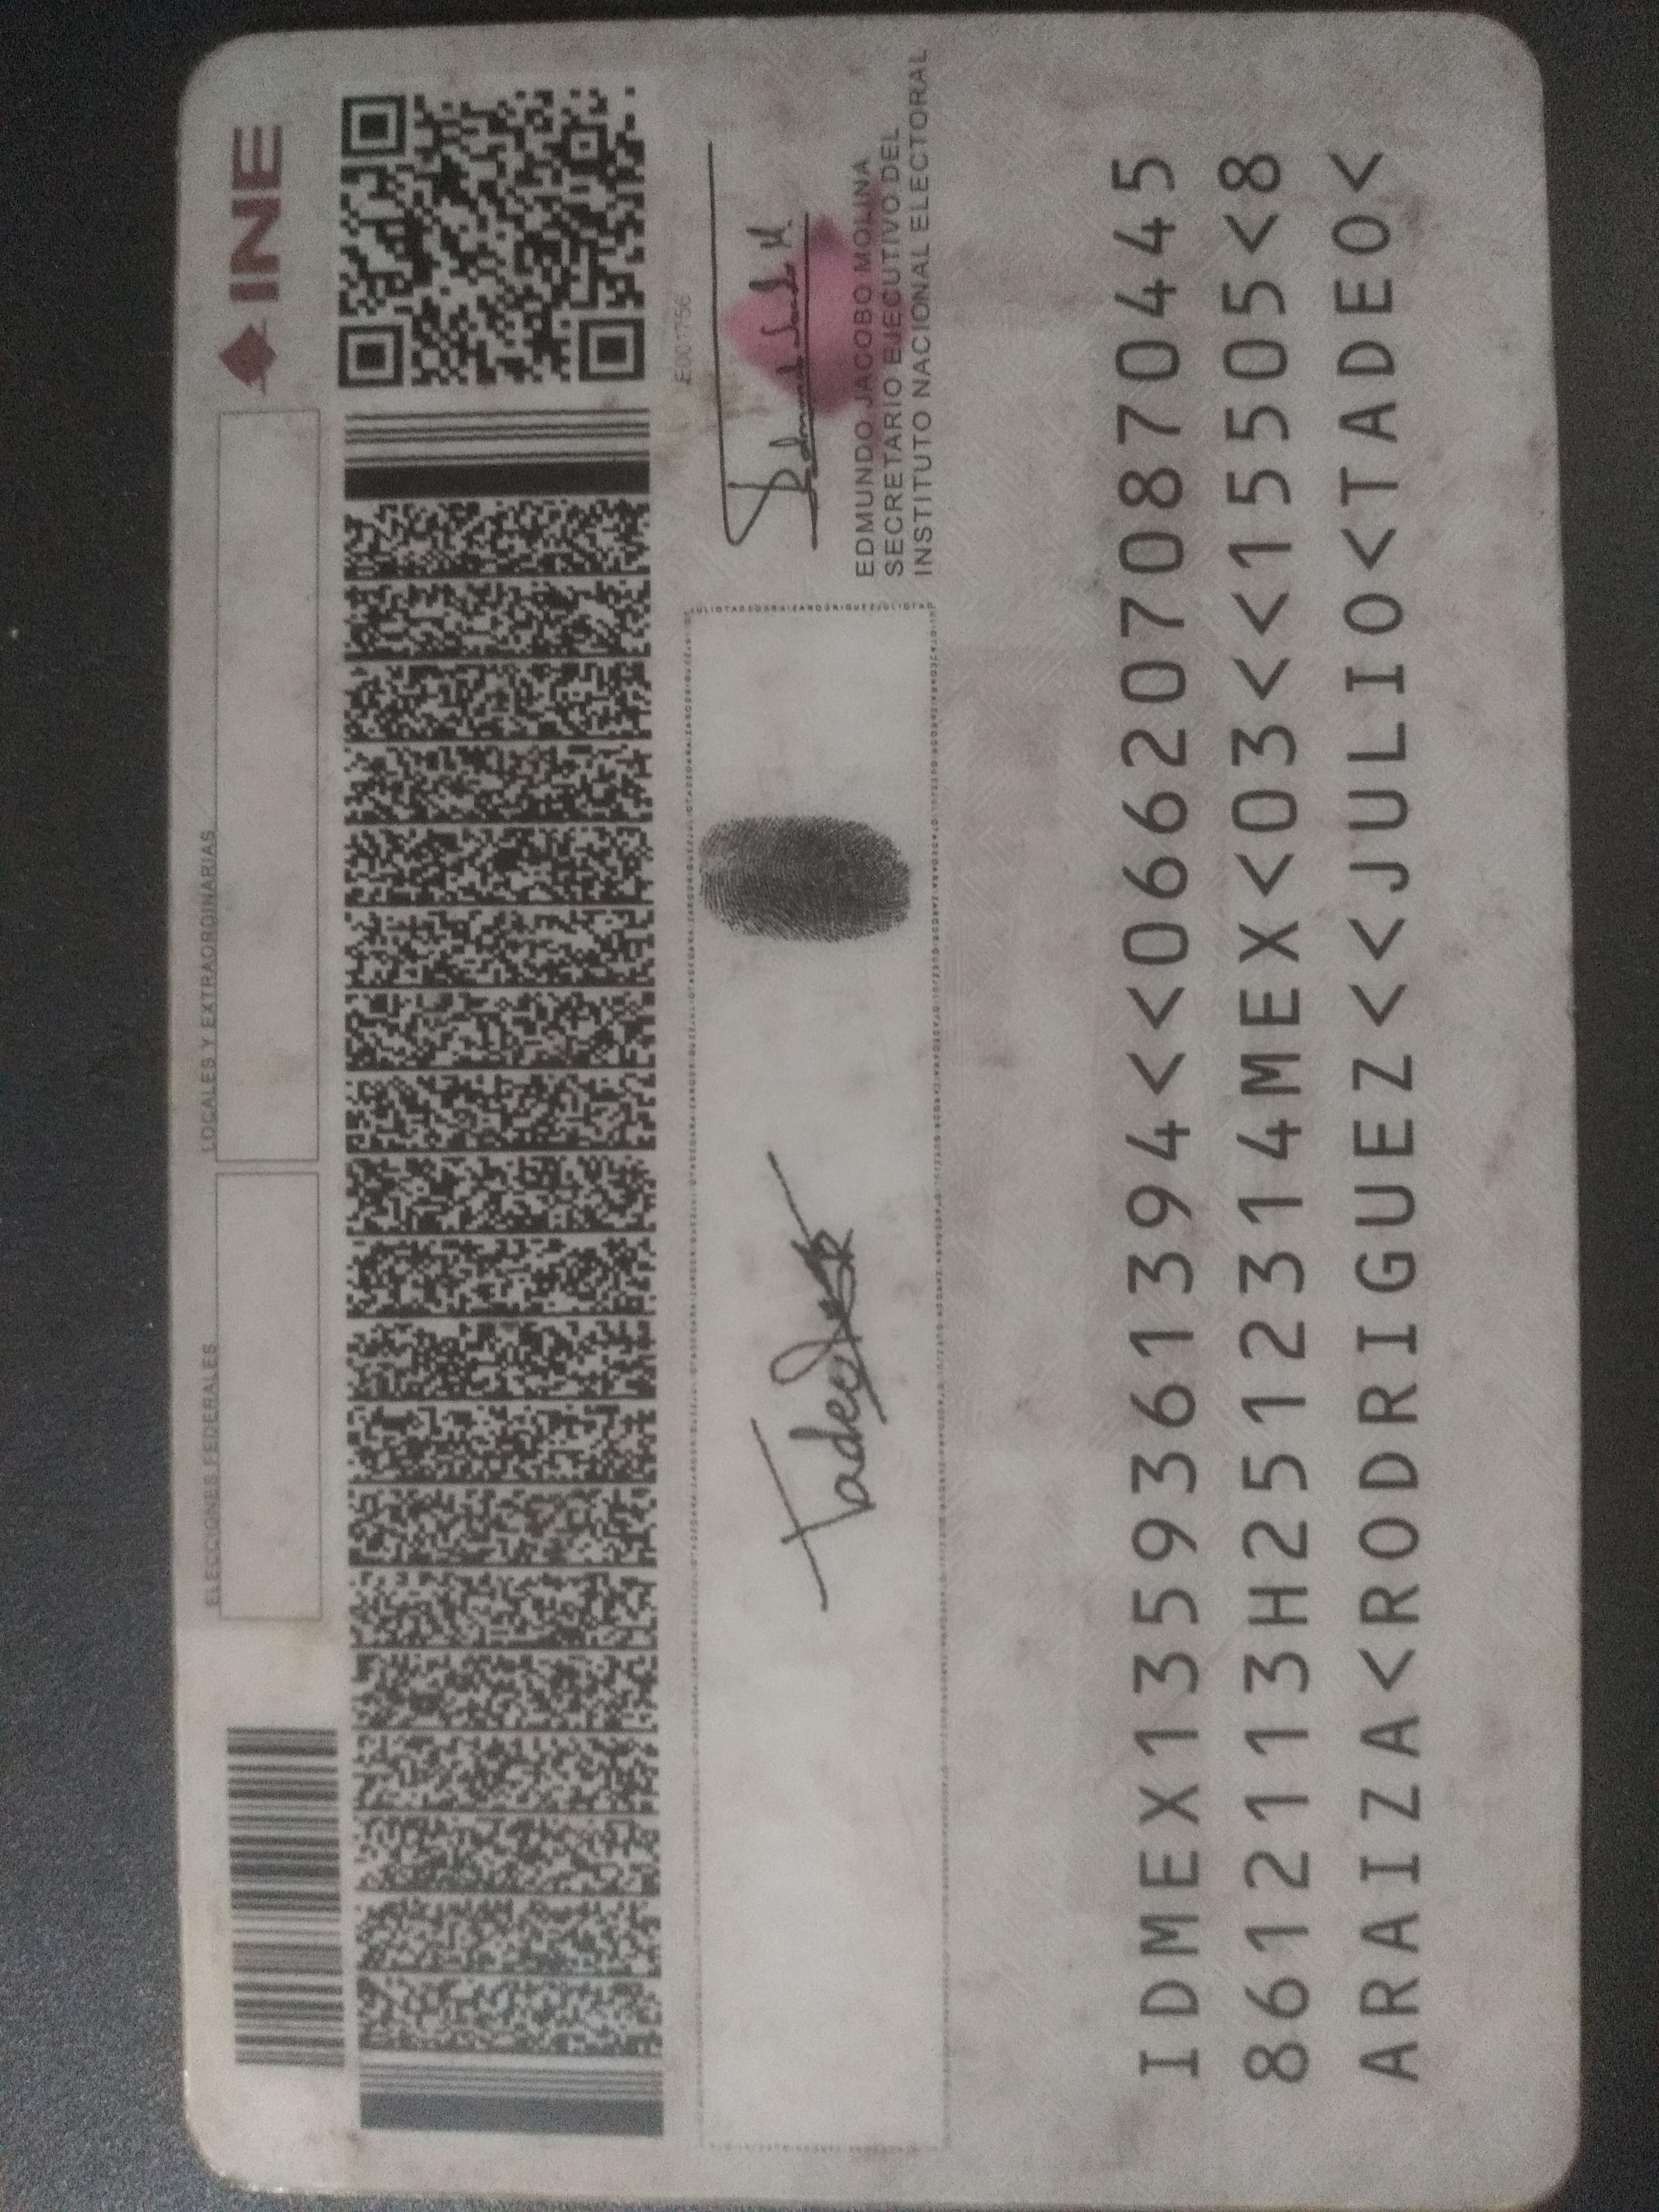 ELECCIONES FEDERALES
LOCALES Y EXTRAORDINARIAS
INE
EDMUNDO JACOBO MOLINA
SECRETARIO EJECUTIVO DEL
INSTITUTO NACIONAL ELECTORAL
IDMEX1359361394<<0662070870445
8612113H2512314MEX<03<<15505<8
ARAIZA<RODRIGUEZ<<JULIO<TADEO<